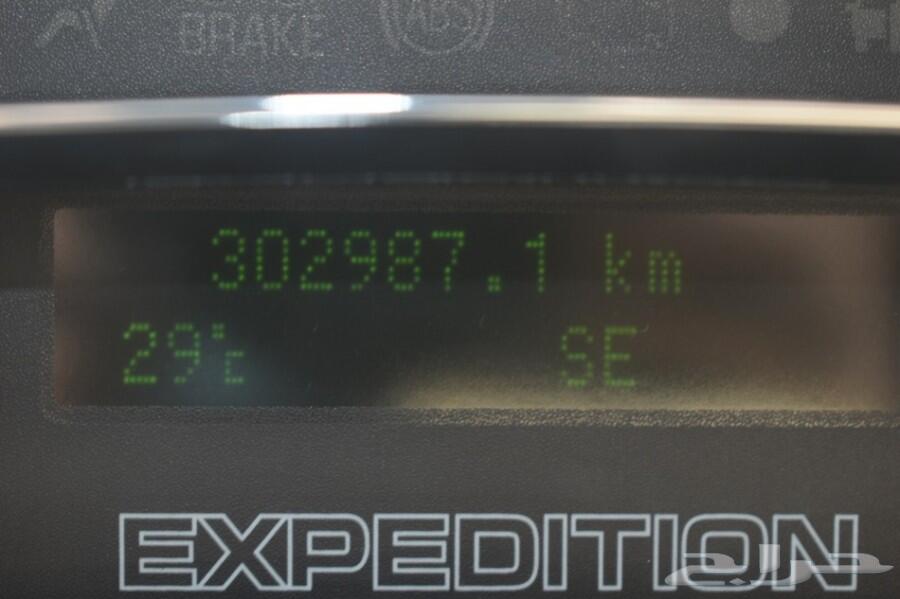 BRAKE ABS
302987.1 km
29°C SE
EXPEDITION
حراج